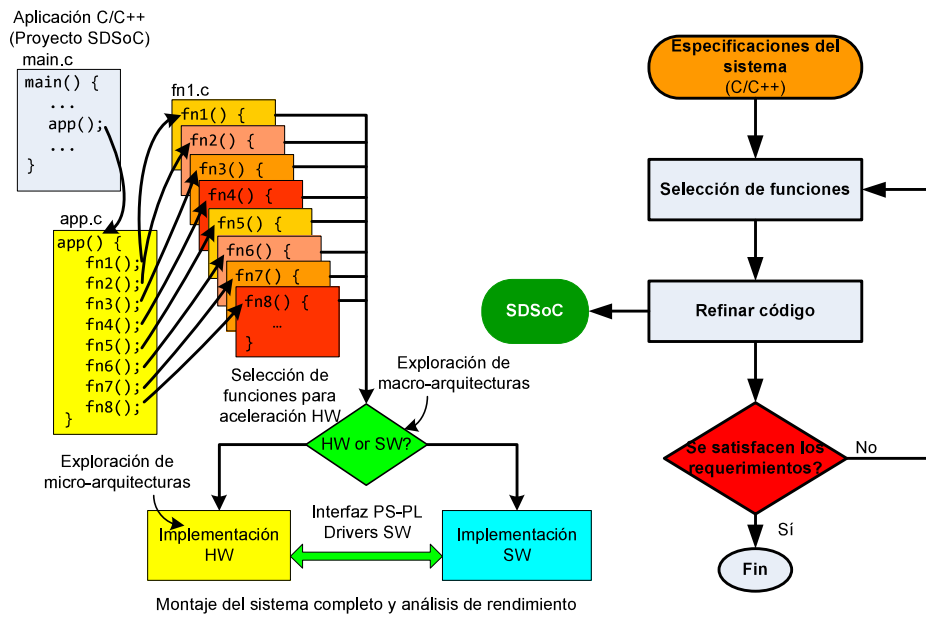 Aplicación C/C++
(Proyecto SDSoC)
main.c
main() {
...
app();
...
}
app.c
app() {
fn1();
fn2();
fn3();
fn4();
fn5();
fn6();
fn7();
fn8();
}
fn1.c
fn1() {
fn2() {
fn3() {
fn4() {
fn5() {
fn6() {
fn7() {
fn8() {
...
}
Selección de
funciones para
aceleración HW
Exploración de
macro-arquitecturas
HW or SW?
Exploración de
micro-arquitecturas
Implementación
HW
Interfaz PS-PL
Drivers SW
Implementación
SW
Montaje del sistema completo y análisis de rendimiento
Especificaciones del
sistema
(C/C++)
Selección de funciones
Refinar código
SDSoC
Se satisfacen los
requerimientos?
No
Sí
Fin